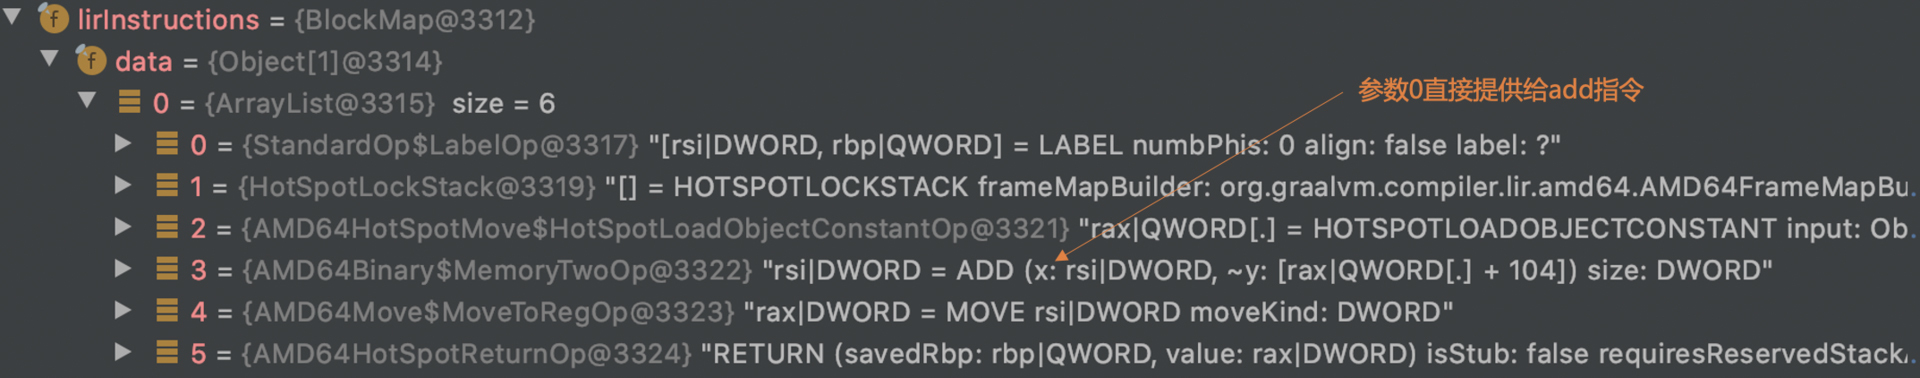 lirInstructions = {BlockMap@3312}
data = {Object[1]@3314}
参数0直接提供给add指令
0 = {ArrayList@3315} size = 6
0 = {StandardOp$LabelOp@3317} "[rsi|DWORD, rbp|QWORD] = LABEL numbPhis: 0 align: false label: ?"
1 = {HotSpotLockStack@3319} "[] = HOTSPOTLOCKSTACK frameMapBuilder: org.graalvm.compiler.lir.amd64.AMD64FrameMapBu...
2 = {AMD64HotSpotMove$HotSpotLoadObjectConstantOp@3321} "rax|QWORD[.] = HOTSPOTLOADOBJECTCONSTANT input: Ob...
3 = {AMD64Binary$MemoryTwoOp@3322} "rsi|DWORD = ADD (x: rsi|DWORD, ~y: [rax|QWORD[.] + 104]) size: DWORD"
4 = {AMD64Move$MoveToRegOp@3323} "rax|DWORD = MOVE rsi|DWORD moveKind: DWORD"
5 = {AMD64HotSpotReturnOp@3324} "RETURN (savedRbp: rbp|QWORD, value: rax|DWORD) isStub: false requiresReservedStack...